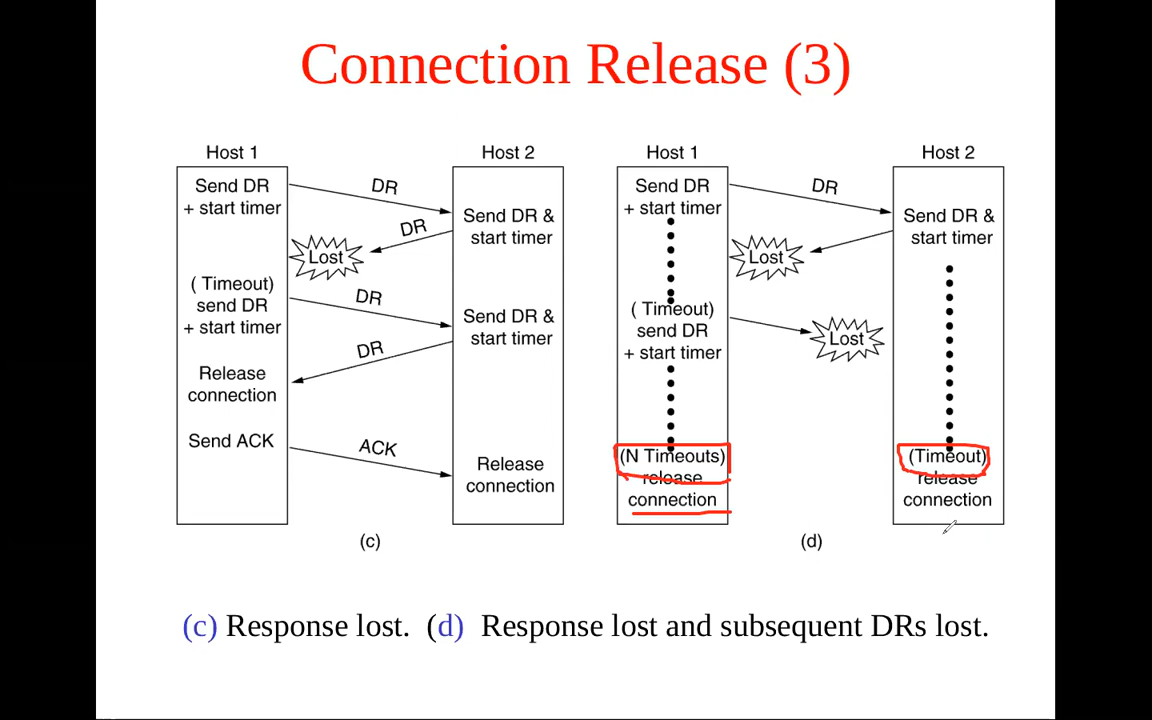 Connection Release (3)
Host 1
Host 2
Send DR
+ start timer
DR
Send DR &
start timer
DR
Lost
( Timeout)
send DR
+ start timer
DR
Send DR &
start timer
DR
Release
connection
Send ACK
ACK
Release
connection
(c)
Host 1
Host 2
Send DR
+ start timer
DR
Send DR &
start timer
Lost
( Timeout)
send DR
+ start timer
Lost
(N Timeouts)
release
connection
(Timeout)
release
connection
(d)
(c) Response lost. (d) Response lost and subsequent DRs lost.